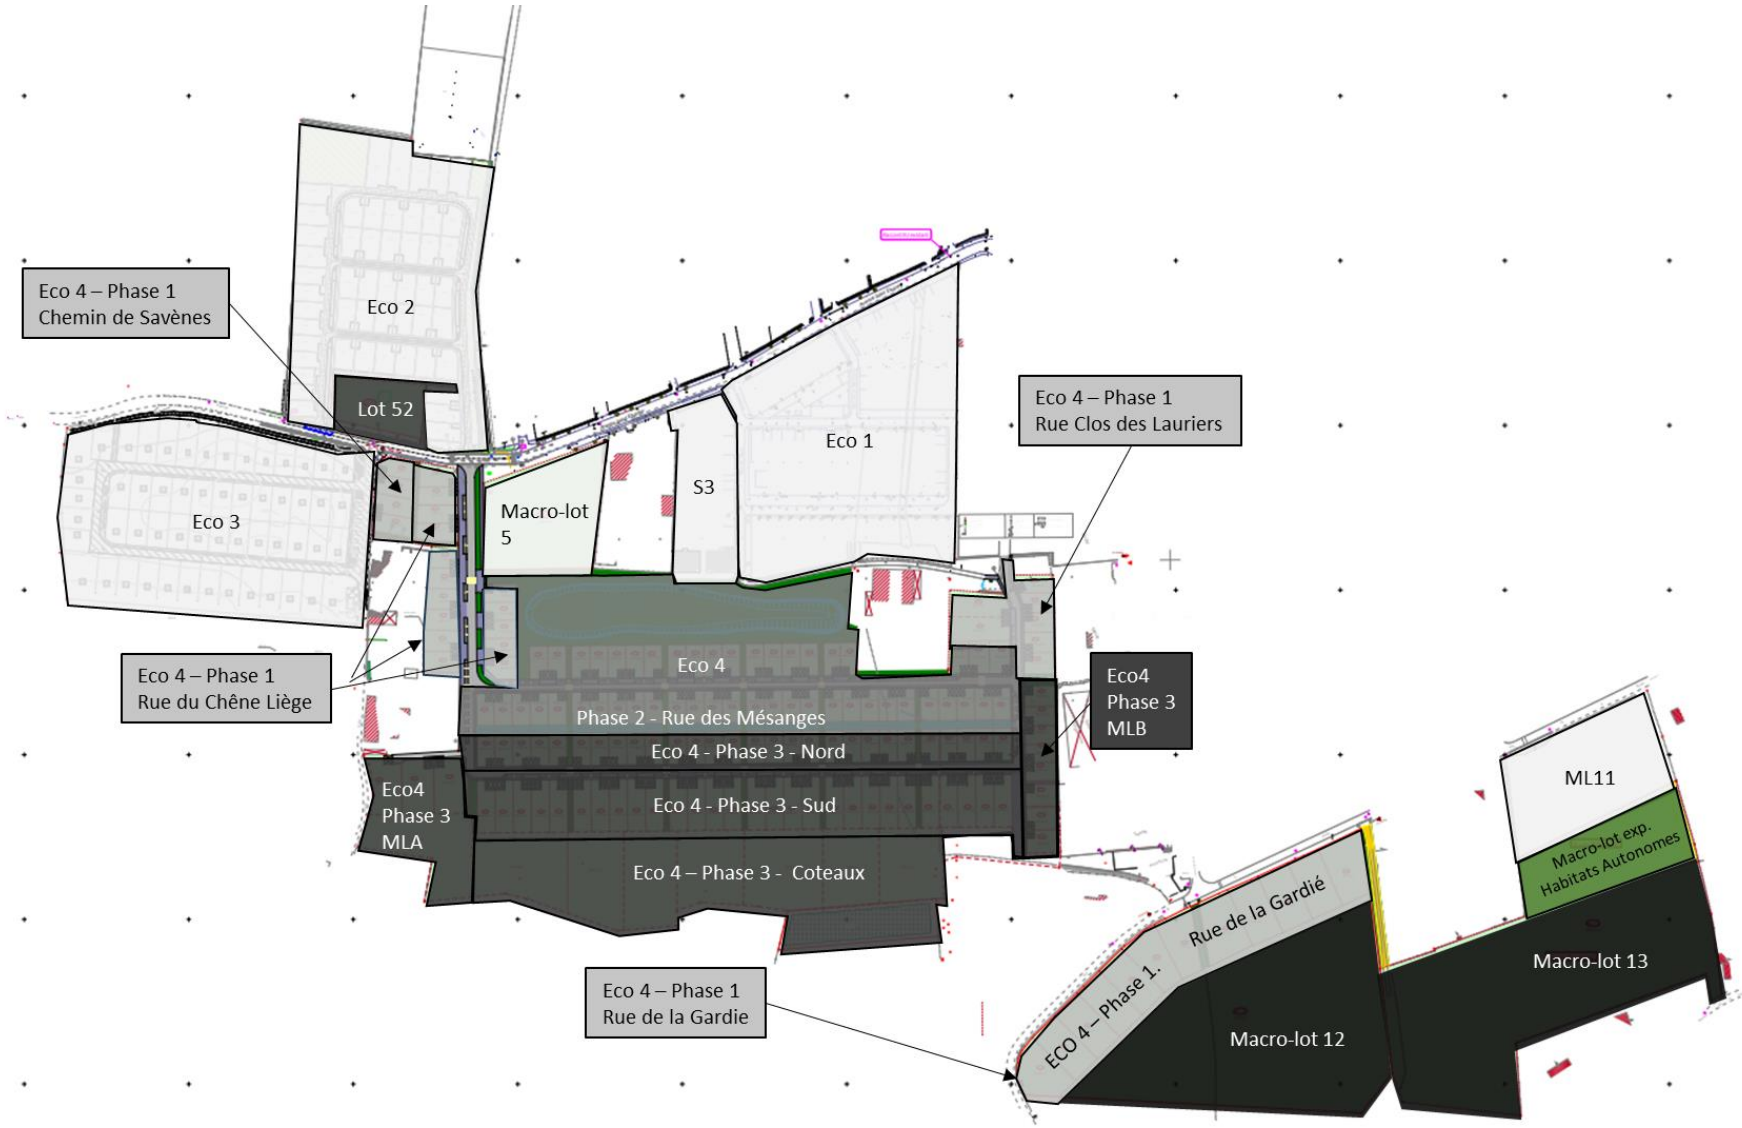 Eco 4 – Phase 1
Chemin de Savènes
Eco 2
Lot 52
Eco 3
Eco 1
S3
Macro-lot
5
Eco 4 – Phase 1
Rue Clos des Lauriers
Eco 4 – Phase 1
Rue du Chêne Liège
Eco 4
Phase 2 - Rue des Mésanges
Eco 4 - Phase 3 - Nord
Eco 4 - Phase 3 - Sud
Eco 4 – Phase 3 - Coteaux
Eco4
Phase 3
MLA
Eco4
Phase 3
MLB
ML11
Macro-lot exp.
Habitats Autonomes
Macro-lot 13
Rue de la Gardié
ECO 4 – Phase 1.
Macro-lot 12
Eco 4 – Phase 1
Rue de la Gardie